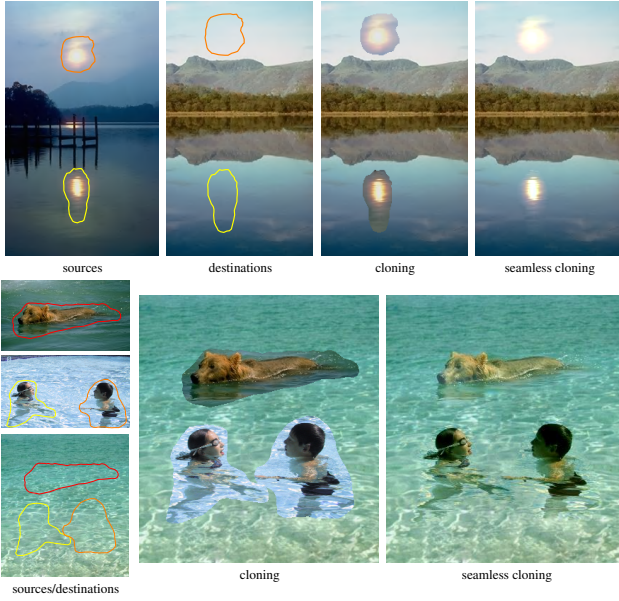 sources
destinations
cloning
seamless cloning
sources/destinations
cloning
seamless cloning